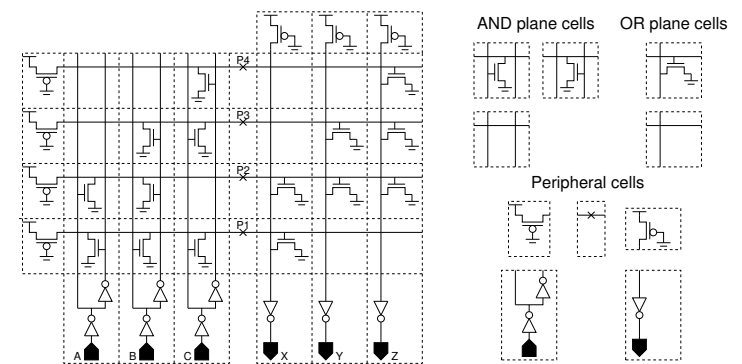 AND plane cells
OR plane cells
P4
P3
P2
Peripheral cells
P1
A
B
C
X
Y
Z